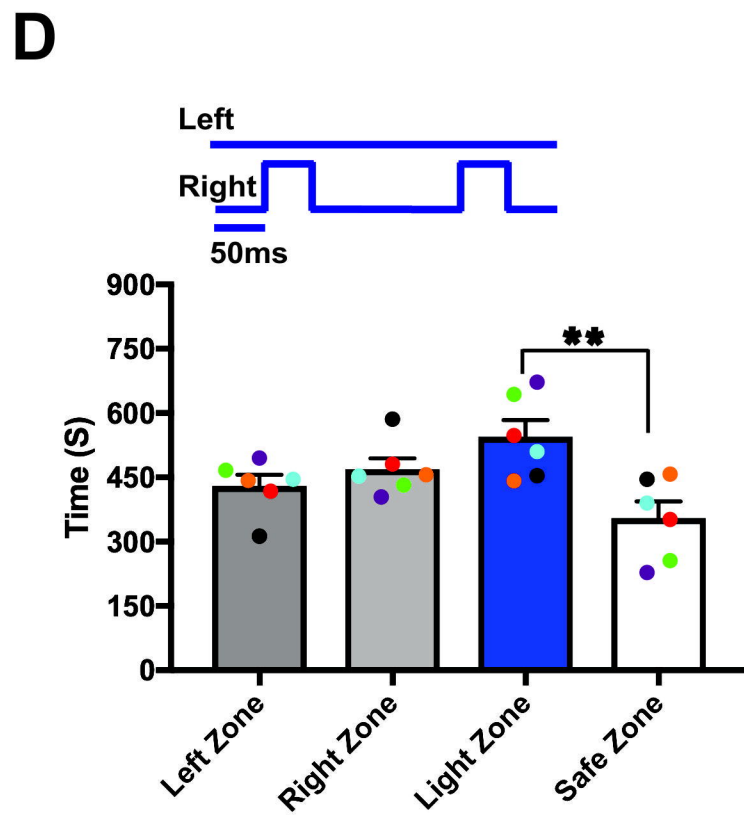 D
Left
Right
50ms
**
900
750
600
450
300
150
0
Time (S)
Left Zone
Right Zone
Light Zone
Safe Zone